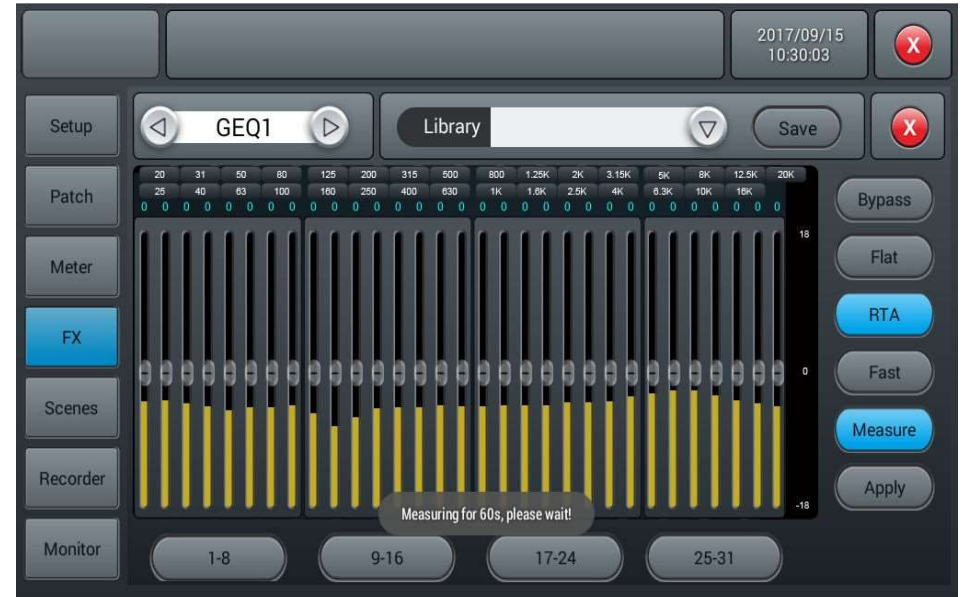 2017/09/15
10:30:03
X
Setup
GEQ1
Library
Save
X
Patch
20 31 50 80 125 200 315 500 800 1.25K 2K 3.15K 5K 8K 12.5K 20K
25 40 63 100 160 250 400 630 1K 1.6K 2.5K 4K 6.3K 10K 16K
0 0 0 0 0 0 0 0 0 0 0 0 0 0 0 0 0 0 0 0 0 0 0 0 0 0 0 0 0 0 0
Bypass
18
Meter
Flat
RTA
FX
0
Fast
Scenes
Measure
Recorder
Apply
-18
Measuring for 60s, please wait!
Monitor
1-8
9-16
17-24
25-31